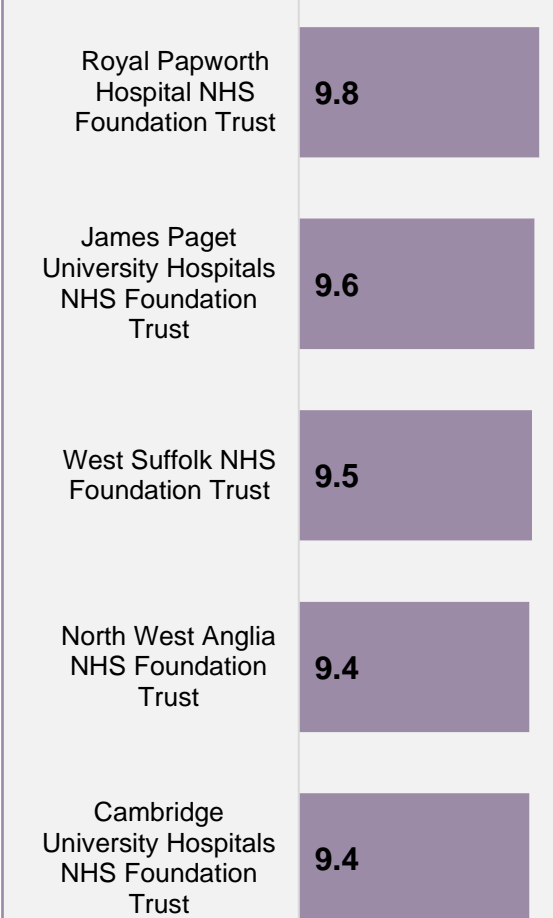 Royal Papworth
Hospital NHS
Foundation Trust
9.8
James Paget
University Hospitals
NHS Foundation
Trust
9.6
West Suffolk NHS
Foundation Trust
9.5
North West Anglia
NHS Foundation
Trust
9.4
Cambridge
University Hospitals
NHS Foundation
Trust
9.4